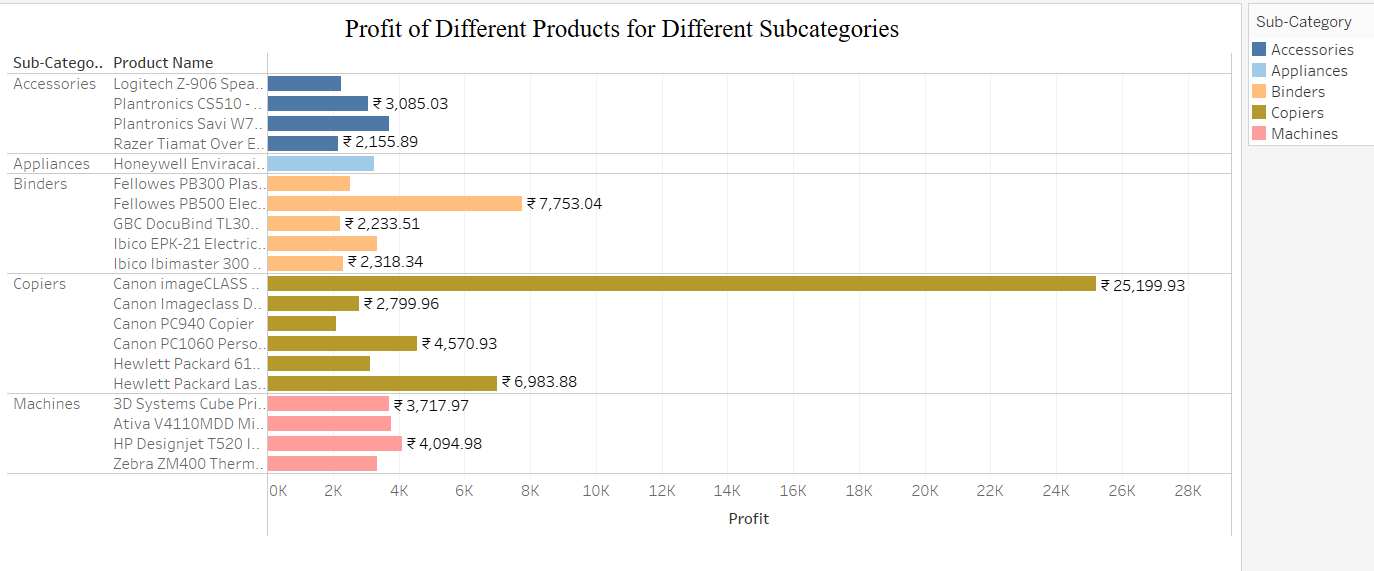 Profit of Different Products for Different Subcategories
Sub-Catego.. Product Name
Accessories Logitech Z-906 Spea..
Plantronics CS510 - .. ₹ 3,085.03
Plantronics Savi W7..
Razer Tiamat Over E.. ₹ 2,155.89
Appliances Honeywell Enviracai..
Binders Fellowes PB300 Plas..
Fellowes PB500 Elec.. ₹ 7,753.04
GBC DocuBind TL30.. ₹ 2,233.51
Ibico EPK-21 Electric..
Ibico Ibimaster 300 .. ₹ 2,318.34
Copiers Canon imageCLASS .. ₹ 25,199.93
Canon Imageclass D.. ₹ 2,799.96
Canon PC940 Copier
Canon PC1060 Perso.. ₹ 4,570.93
Hewlett Packard 61..
Hewlett Packard Las.. ₹ 6,983.88
Machines 3D Systems Cube Pri.. ₹ 3,717.97
Ativa V4110MDD Mi..
HP Designjet T520 I.. ₹ 4,094.98
Zebra ZM400 Therm..
0K 2K 4K 6K 8K 10K 12K 14K 16K 18K 20K 22K 24K 26K 28K
Profit
Sub-Category
Accessories
Appliances
Binders
Copiers
Machines